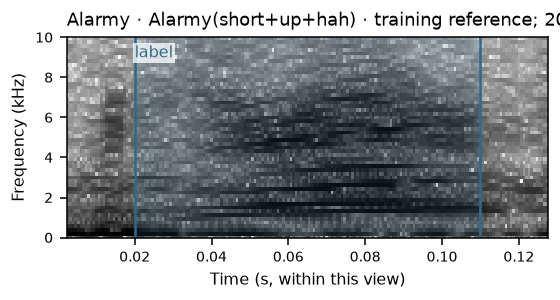 Alarmy · Alarmy(short+up+hah) · training reference; 20
label
Frequency (kHz)
10
8
6
4
2
0
0.02 0.04 0.06 0.08 0.10 0.12
Time (s, within this view)